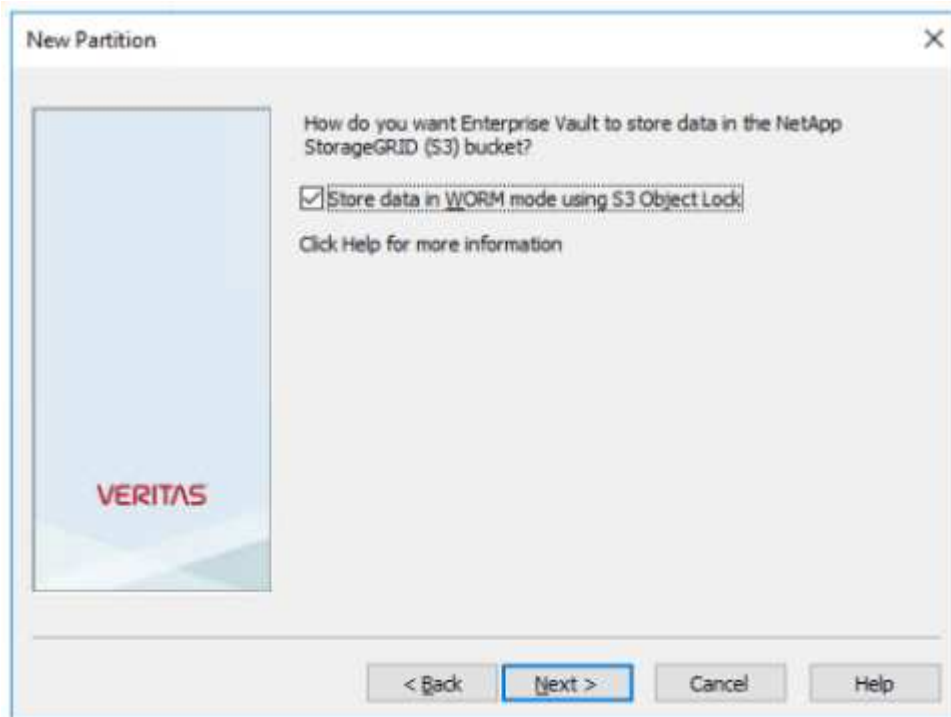 New Partition
How do you want Enterprise Vault to store data in the NetApp
StorageGRID (S3) bucket?
Store data in WORM mode using S3 Object Lock
Click Help for more information
VERITAS
< Back Next > Cancel Help